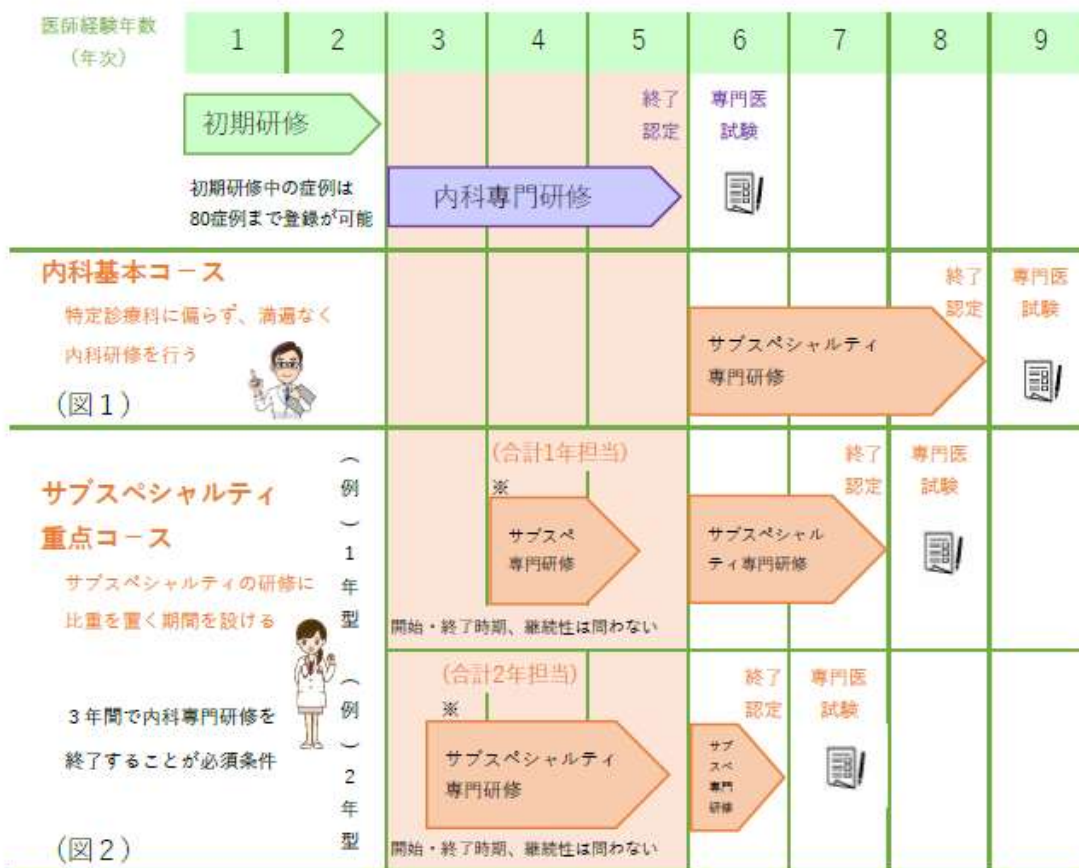 医師経験年数
（年次）
1 2 3 4 5 6 7 8 9
初期研修
終了
認定
専門医
試験
初期研修中の症例は
80症例まで登録が可能
内科専門研修
内科基本コース
特定診療科に偏らず、満遍なく
内科研修を行う
（図1）
サブスペシャルティ
専門研修
終了
認定
専門医
試験
サブスペシャルティ
重点コース
サブスペシャルティの研修に
比重を置く期間を設ける
3年間で内科専門研修を
終了することが必須条件
（図2）
（例）1年型
(合計1年担当)
※
サブスペ
専門研修
開始・終了時期、継続性は問わない
サブスペシャル
ティ専門研修
終了
認定
専門医
試験
（例）2年型
(合計2年担当)
※
サブスペシャルティ
専門研修
開始・終了時期、継続性は問わない
サブ
スペ
専門
研修
終了
認定
専門医
試験